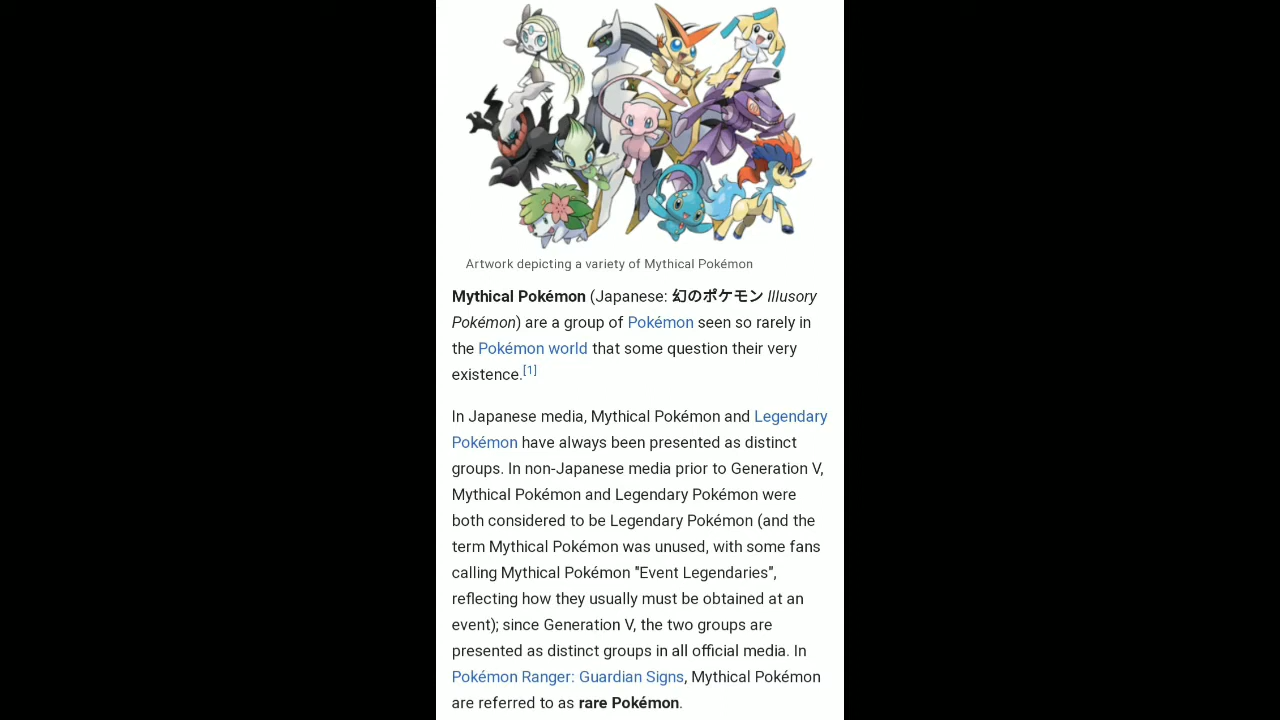 Artwork depicting a variety of Mythical Pokémon
Mythical Pokémon (Japanese: 幻のポケモン Illusory
Pokémon) are a group of Pokémon seen so rarely in
the Pokémon world that some question their very
existence.[1]
In Japanese media, Mythical Pokémon and Legendary
Pokémon have always been presented as distinct
groups. In non-Japanese media prior to Generation V,
Mythical Pokémon and Legendary Pokémon were
both considered to be Legendary Pokémon (and the
term Mythical Pokémon was unused, with some fans
calling Mythical Pokémon "Event Legendaries",
reflecting how they usually must be obtained at an
event); since Generation V, the two groups are
presented as distinct groups in all official media. In
Pokémon Ranger: Guardian Signs, Mythical Pokémon
are referred to as rare Pokémon.